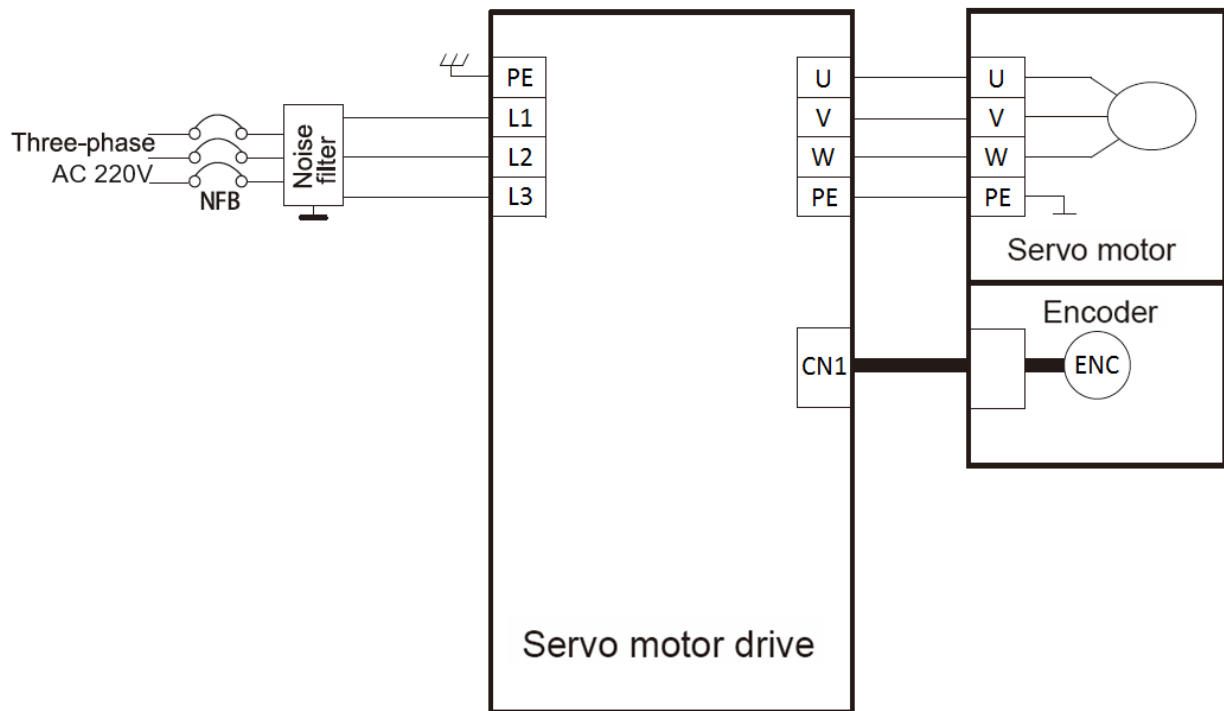 Three-phase
AC 220V
NFB
Noise
filter
PE
L1
L2
L3
U
V
W
PE
CN1
Servo motor drive
U
V
W
PE
Servo motor
Encoder
ENC